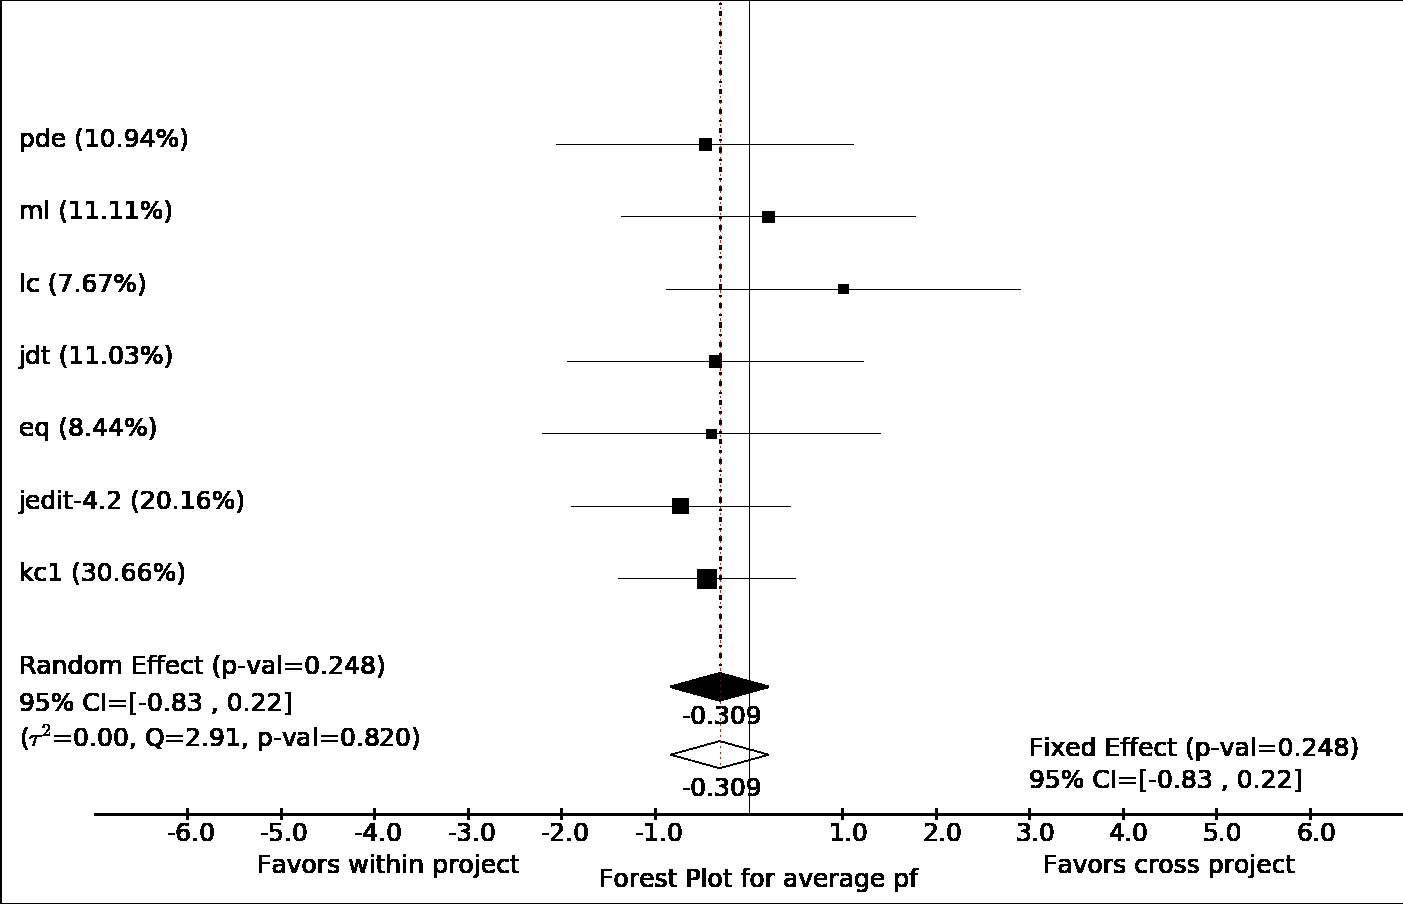 pde (10.94%)
ml (11.11%)
lc (7.67%)
jdt (11.03%)
eq (8.44%)
jedit-4.2 (20.16%)
kc1 (30.66%)
Random Effect (p-val=0.248)
95% CI=[-0.83 , 0.22]
(τ²=0.00, Q=2.91, p-val=0.820)
-0.309
-0.309
Fixed Effect (p-val=0.248)
95% CI=[-0.83 , 0.22]
-6.0 -5.0 -4.0 -3.0 -2.0 -1.0 1.0 2.0 3.0 4.0 5.0 6.0
Favors within project
Favors cross project
Forest Plot for average pf